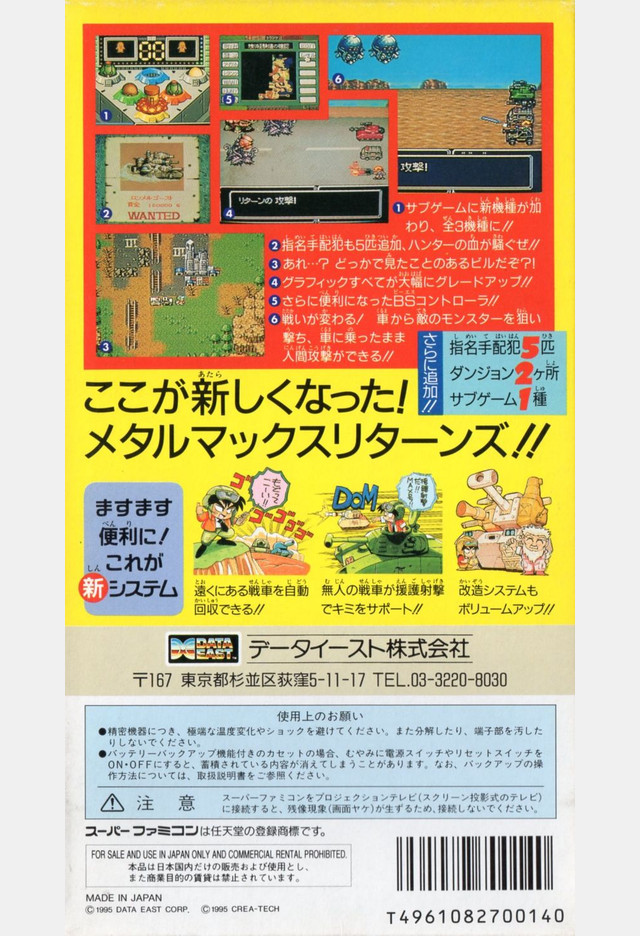 WANTED
リターンの 攻撃!
攻撃!
1 サブゲームに新機種が加
わり、全3機種に!!
2 指名手配犯も5匹追加、ハンターの血が騒ぐぜ!!
3 あれ…? どっかで見たことのあるビルだぞ?!
4 グラフィックすべてが大幅にグレードアップ!!
5 さらに便利になったBSコントローラ!!
6 戦いが変わる! 車から敵のモンスターを狙い
撃ち、車に乗ったまま
人間攻撃ができる!!
さらに追加!!
指名手配犯5匹
ダンジョン2ヶ所
サブゲーム1種
ここが新しくなった!
メタルマックスリターンズ!!
ますます
便利に!
これが
新システム
もどってこーい!!
ゴゴーゴゴゴー
DOM
援護射撃だ!! MAXモ!!
遠くにある戦車を自動
回収できる!!
無人の戦車が援護射撃
でキミをサポート!!
改造システムも
ボリュームアップ!!
DATA EAST データイースト株式会社
〒167 東京都杉並区荻窪5-11-17 TEL.03-3220-8030
使用上のお願い
●精密機器につき、極端な温度変化やショックを避けてください。また分解したり、端子部を汚した
りしないでください。
●バッテリーバックアップ機能付きのカセットの場合、むやみに電源スイッチやリセットスイッチを
ON・OFFにすると、蓄積されている内容が消えてしまうことがあります。なお、バックアップの操
作方法については、取扱説明書をご参照ください。
注意 スーパーファミコンをプロジェクションテレビ(スクリーン投影式のテレビ)
に接続すると、残像現象(画面ヤケ)が生ずるため、接続しないでください。
スーパーファミコンは任天堂の登録商標です。
FOR SALE AND USE IN JAPAN ONLY AND COMMERCIAL RENTAL PROHIBITED.
本品は日本国内だけの販売および使用とし、
また商業目的の賃貸は禁止されています。
MADE IN JAPAN
©1995 DATA EAST CORP. ©1995 CREA-TECH
T4961082700140